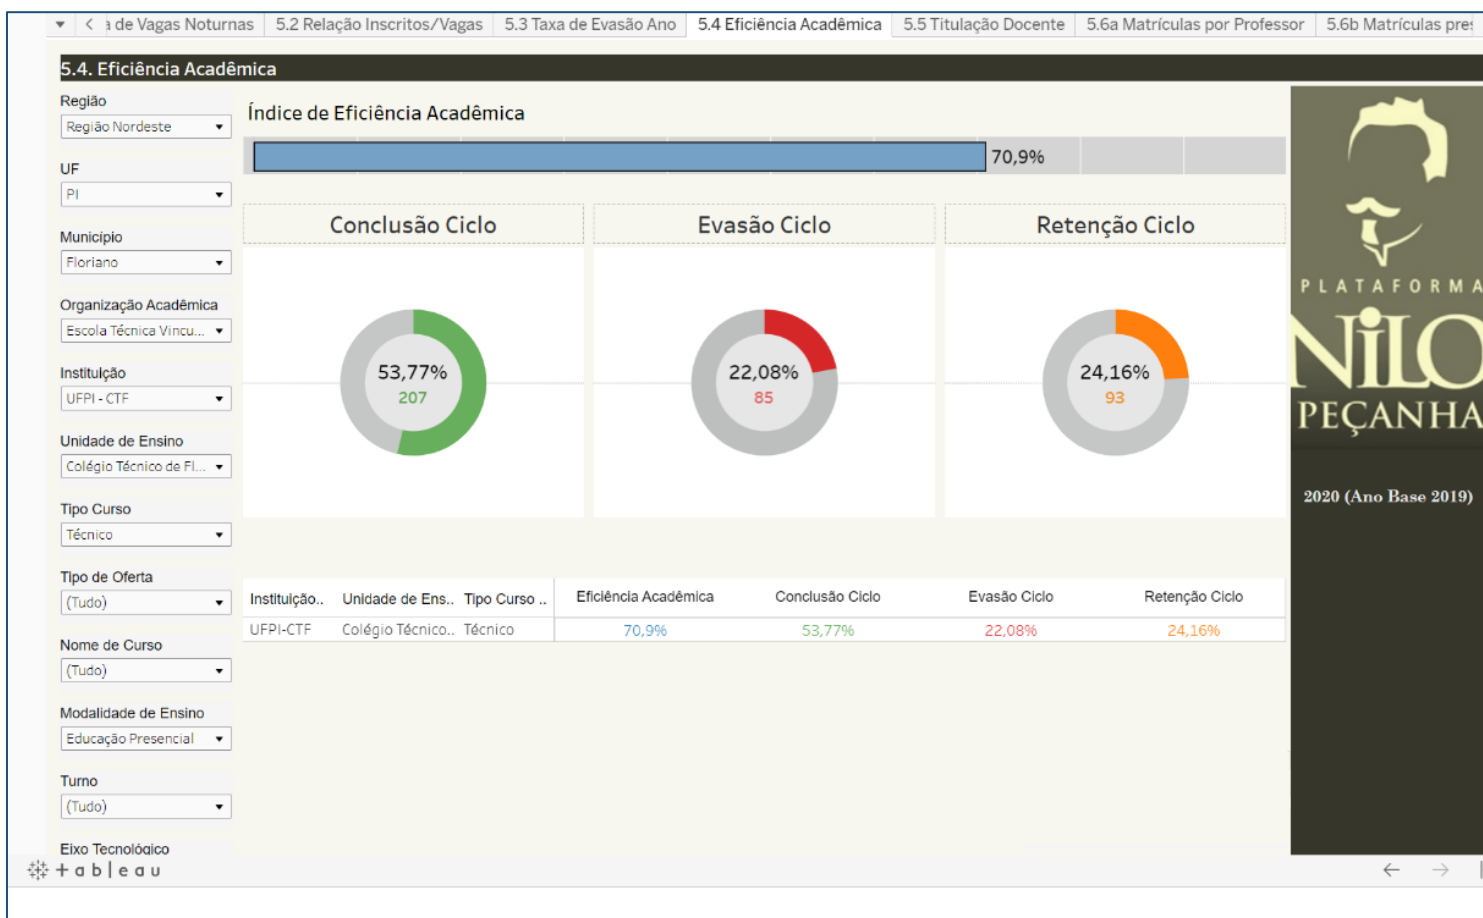 a de Vagas Noturnas
5.2 Relação Inscritos/Vagas
5.3 Taxa de Evasão Ano
5.4 Eficiência Acadêmica
5.5 Titulação Docente
5.6a Matrículas por Professor
5.6b Matrículas pre
5.4. Eficiência Acadêmica
Região
Região Nordeste
UF
PI
Município
Floriano
Organização Acadêmica
Escola Técnica Vincu...
Instituição
UFPI - CTF
Unidade de Ensino
Colégio Técnico de Fl...
Tipo Curso
Técnico
Tipo de Oferta
(Tudo)
Nome de Curso
(Tudo)
Modalidade de Ensino
Educação Presencial
Turno
(Tudo)
Eixo Tecnológico
Índice de Eficiência Acadêmica
70,9%
Conclusão Ciclo
Evasão Ciclo
Retenção Ciclo
53,77%
207
22,08%
85
24,16%
93
Instituição.. Unidade de Ens.. Tipo Curso .. Eficiência Acadêmica Conclusão Ciclo Evasão Ciclo Retenção Ciclo
UFPI-CTF Colégio Técnico.. Técnico 70,9% 53,77% 22,08% 24,16%
PLATAFORMA
NILO
PEÇANHA
2020 (Ano Base 2019)
+ableau